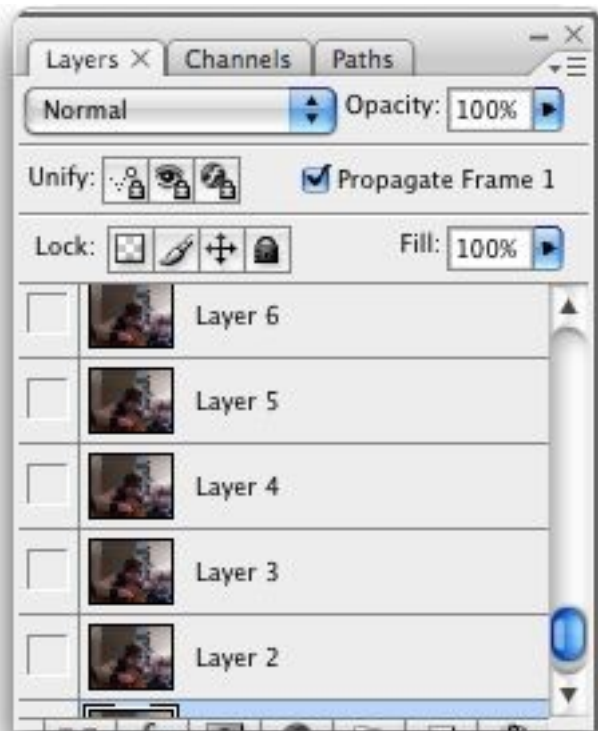 Layers Channels Paths
Normal Opacity: 100%
Unify: Propagate Frame 1
Lock: Fill: 100%
Layer 6
Layer 5
Layer 4
Layer 3
Layer 2